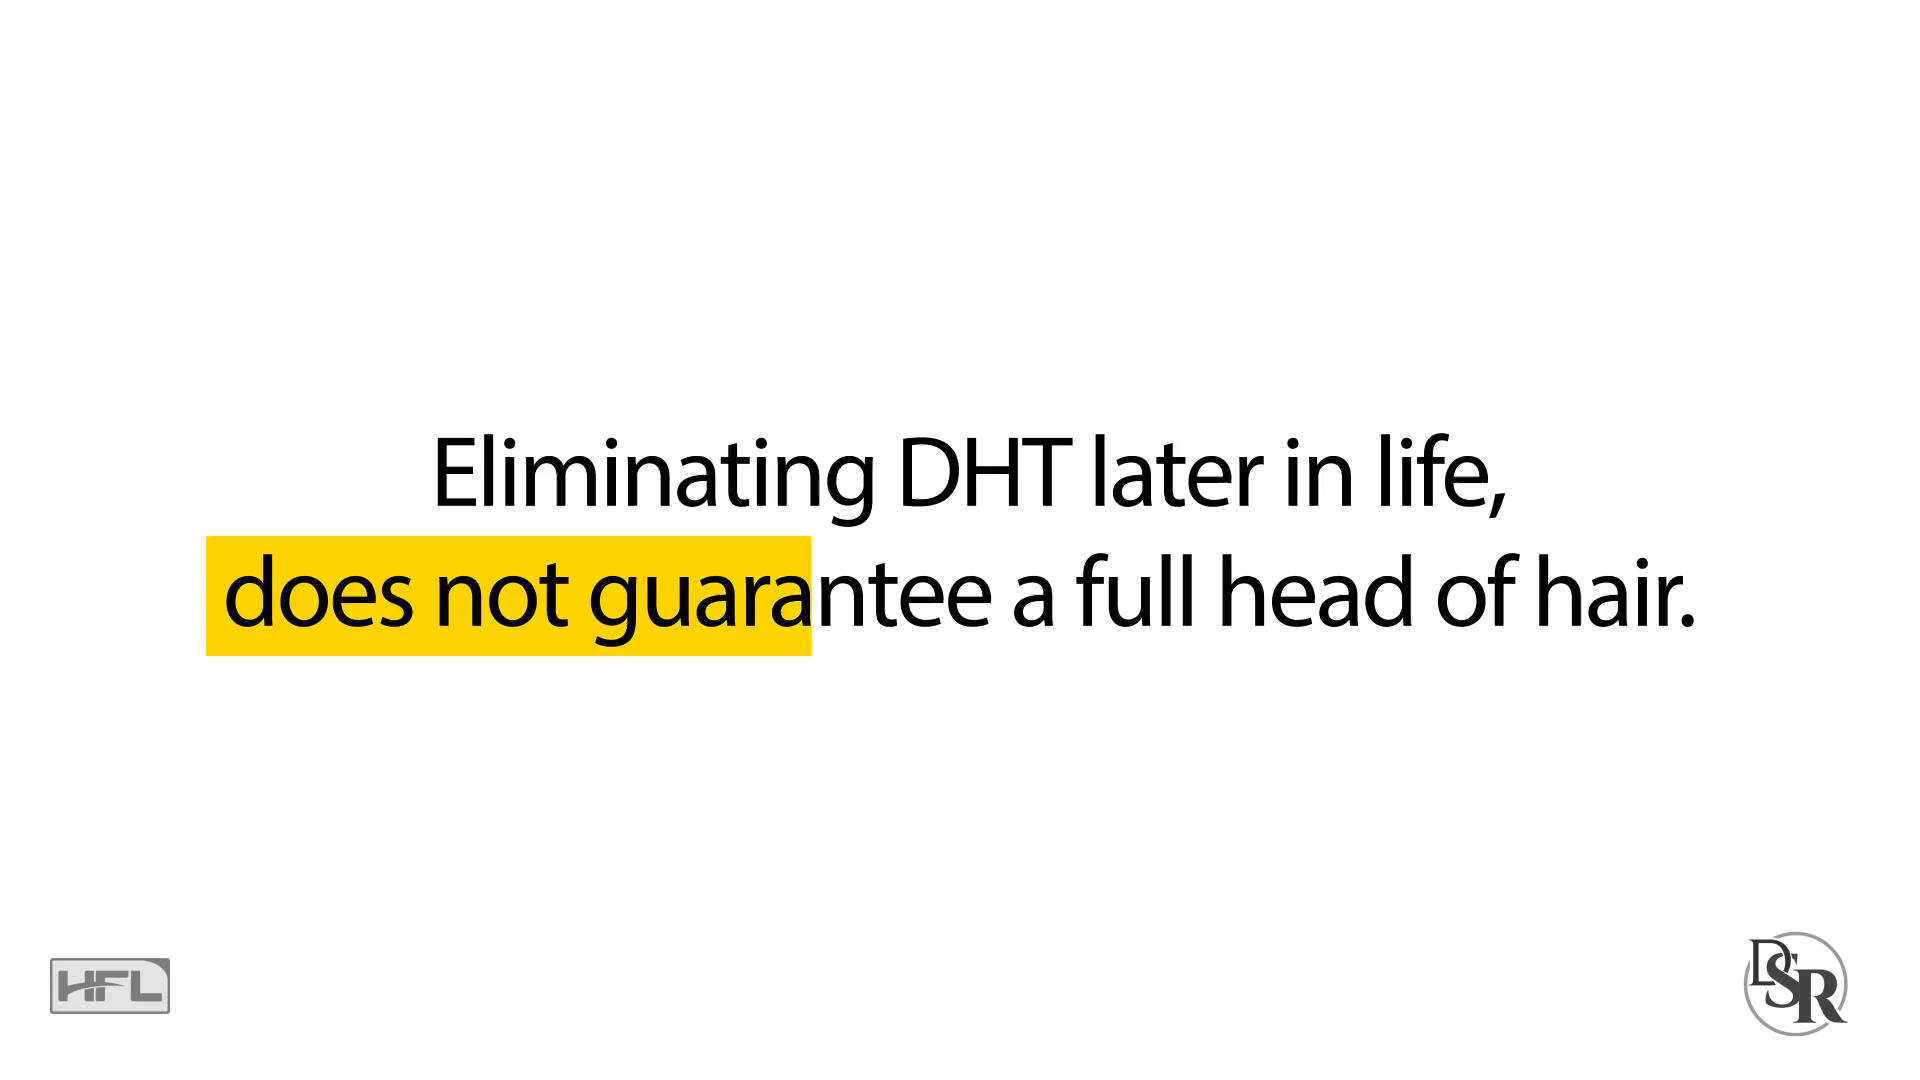 Eliminating DHT later in life,
does not guarantee a full head of hair.
HFL
DSR